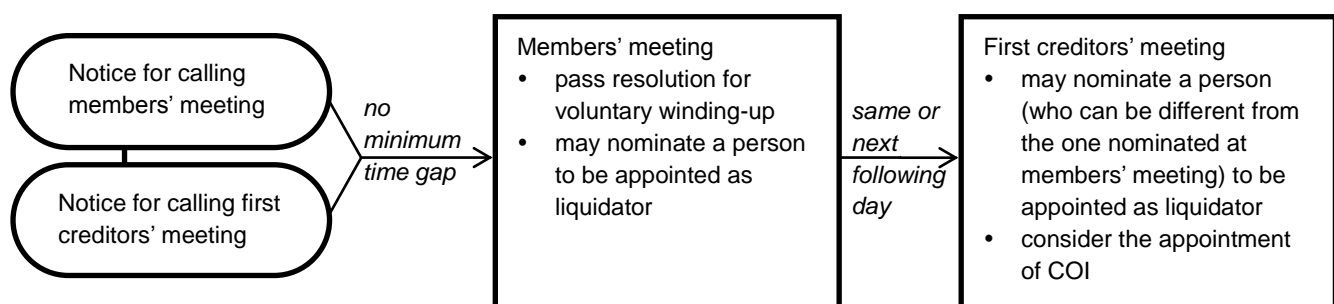 Notice for calling
members’ meeting
Notice for calling first
creditors’ meeting
no
minimum
time gap
Members’ meeting
• pass resolution for
voluntary winding-up
• may nominate a person
to be appointed as
liquidator
same or
next
following
day
First creditors’ meeting
• may nominate a person
(who can be different from
the one nominated at
members’ meeting) to be
appointed as liquidator
• consider the appointment
of COI